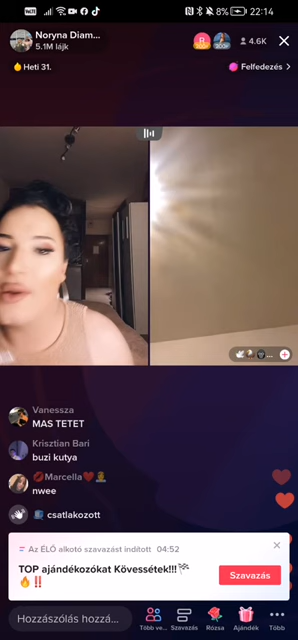 8% 22:14
Noryna Diam...
5.1M lájk
4.6K
Heti 31.
Felfedezés >
Vanessza
MAS TETET
Krisztian Bari
buzi kutya
💋Marcella❤️
nwee
csatlakozott
Az ÉLŐ alkotó szavazást indított 04:52
TOP ajándékozókat Kövessétek!!!🏁
🔥‼️
Szavazás
Hozzászólás hozzá...
Több ve...
Szavazás
Rózsa
Ajándék
Több